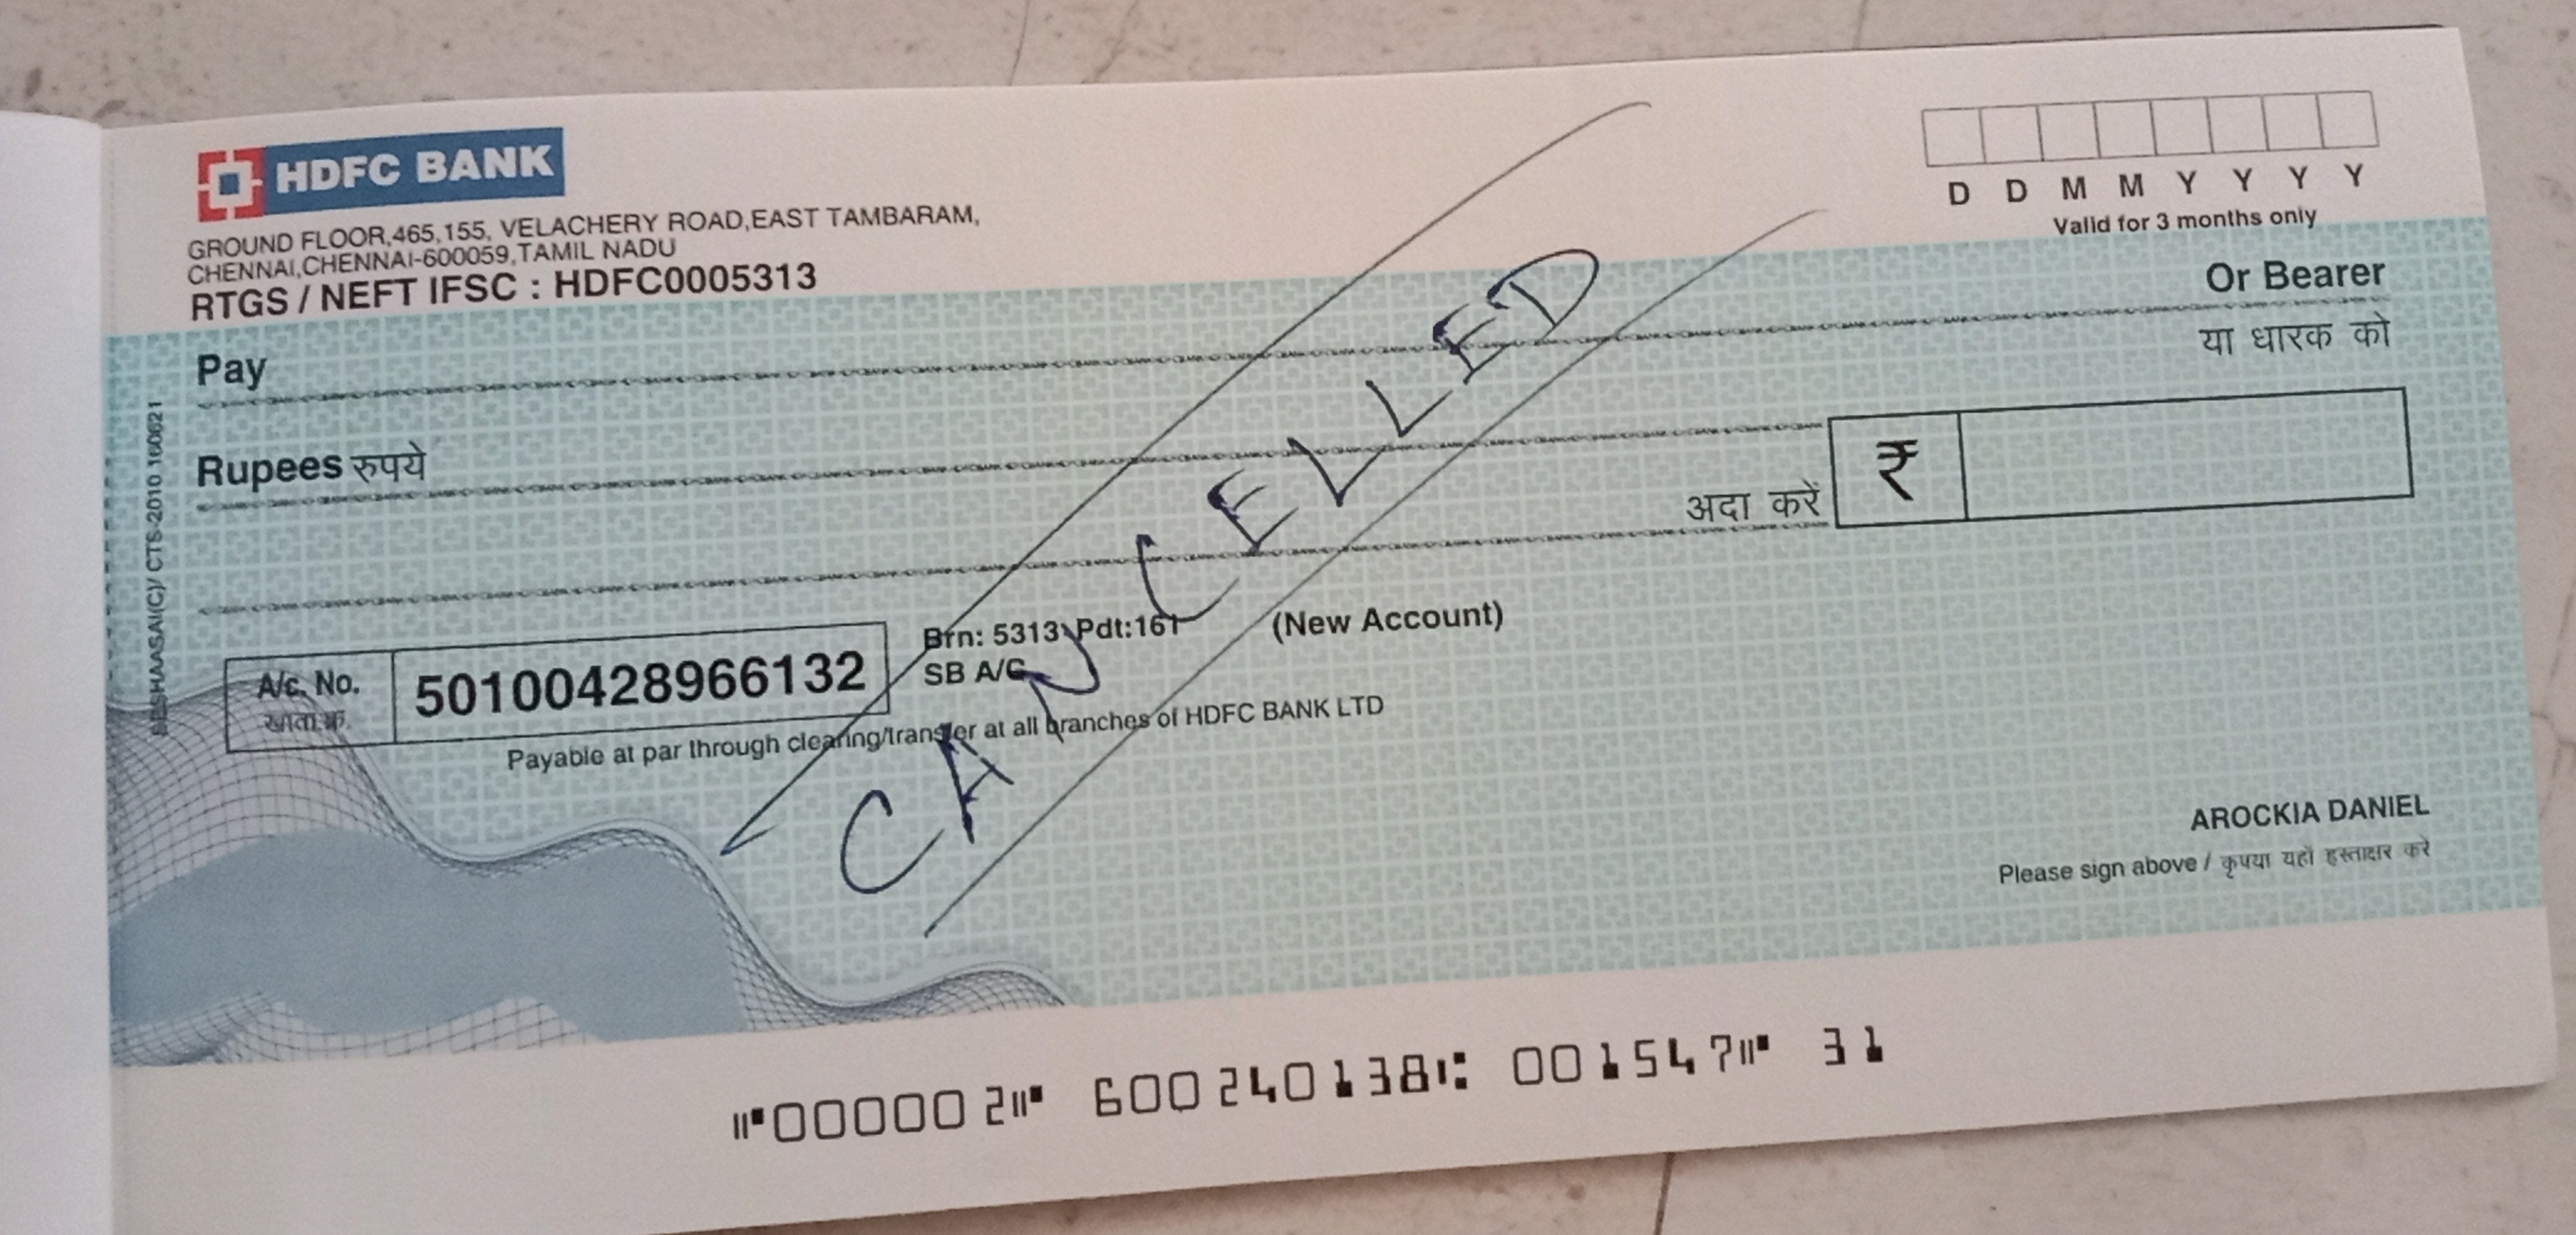 HDFC BANK
GROUND FLOOR,465,155, VELACHERY ROAD,EAST TAMBARAM,
CHENNAI,CHENNAI-600059,TAMIL NADU
RTGS / NEFT IFSC : HDFC0005313
D D M M Y Y Y Y
Valid for 3 months only
Pay
Or Bearer
या धारक को
Rupees रुपये
अदा करें
₹
CANCELLED
A/c. No.
खाता क्र.
50100428966132
Brn: 5313 Pdt:161 (New Account)
SB A/C
Payable at par through clearing/transfer at all branches of HDFC BANK LTD
SESHAASAI(C)/ CTS-2010 160621
AROCKIA DANIEL
Please sign above / कृपया यहाँ हस्ताक्षर करें
⑈000002⑈ 600240138⑆ 001547⑈ 31